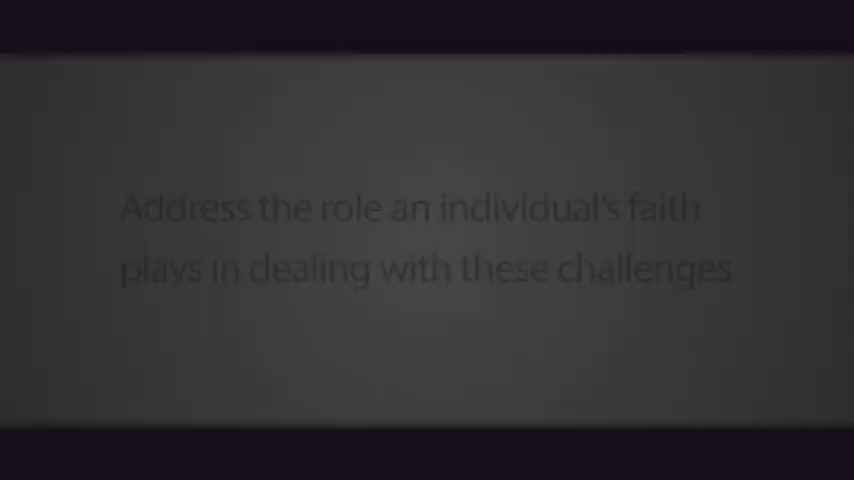 Address the role an individual's faith
plays in dealing with these challenges